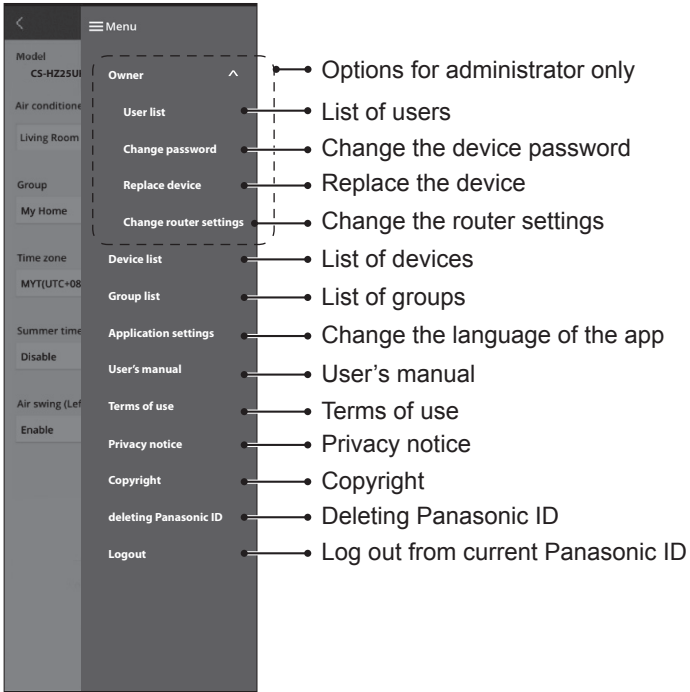 Menu
Model
CS-HZ25U
Owner
Options for administrator only
Air conditione
User list
List of users
Living Room
Change password
Change the device password
Group
Replace device
Replace the device
My Home
Change router settings
Change the router settings
Time zone
Device list
List of devices
MYT(UTC+08
Group list
List of groups
Summer time
Application settings
Change the language of the app
Disable
User's manual
User's manual
Air swing (Lef
Terms of use
Terms of use
Enable
Privacy notice
Privacy notice
Copyright
Copyright
deleting Panasonic ID
Deleting Panasonic ID
Logout
Log out from current Panasonic ID